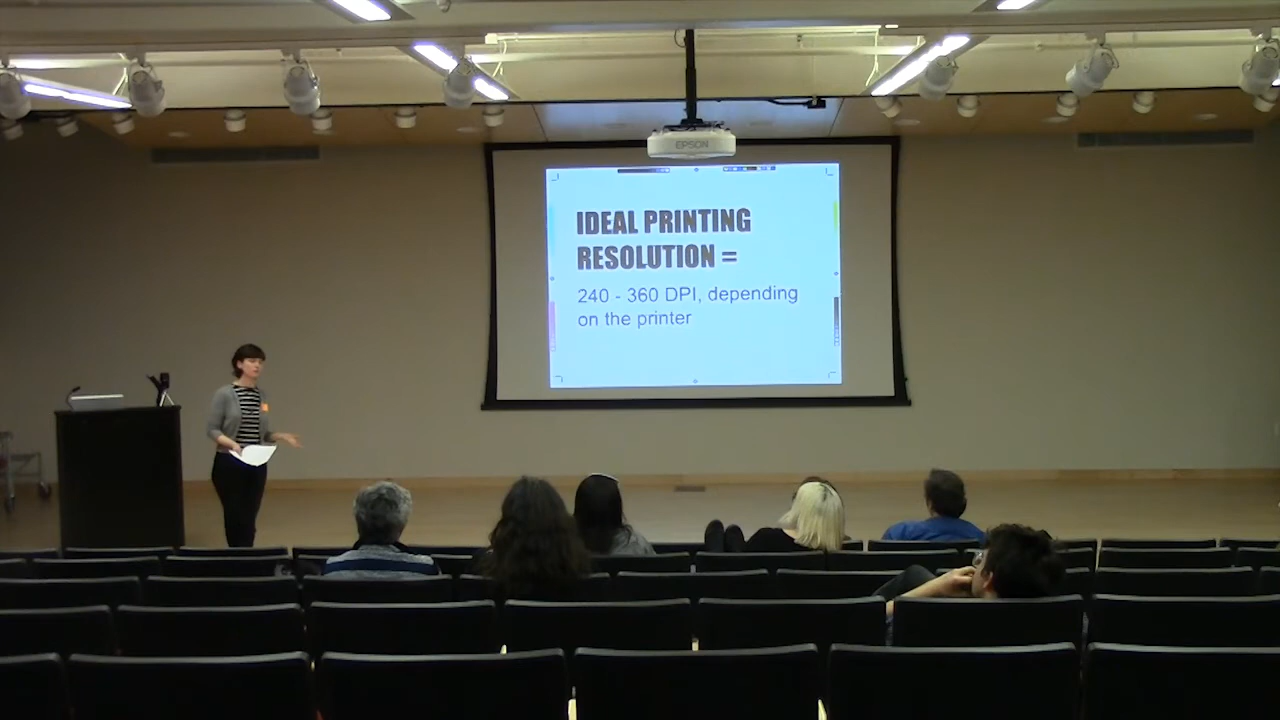 EPSON
IDEAL PRINTING
RESOLUTION =
240 - 360 DPI, depending
on the printer